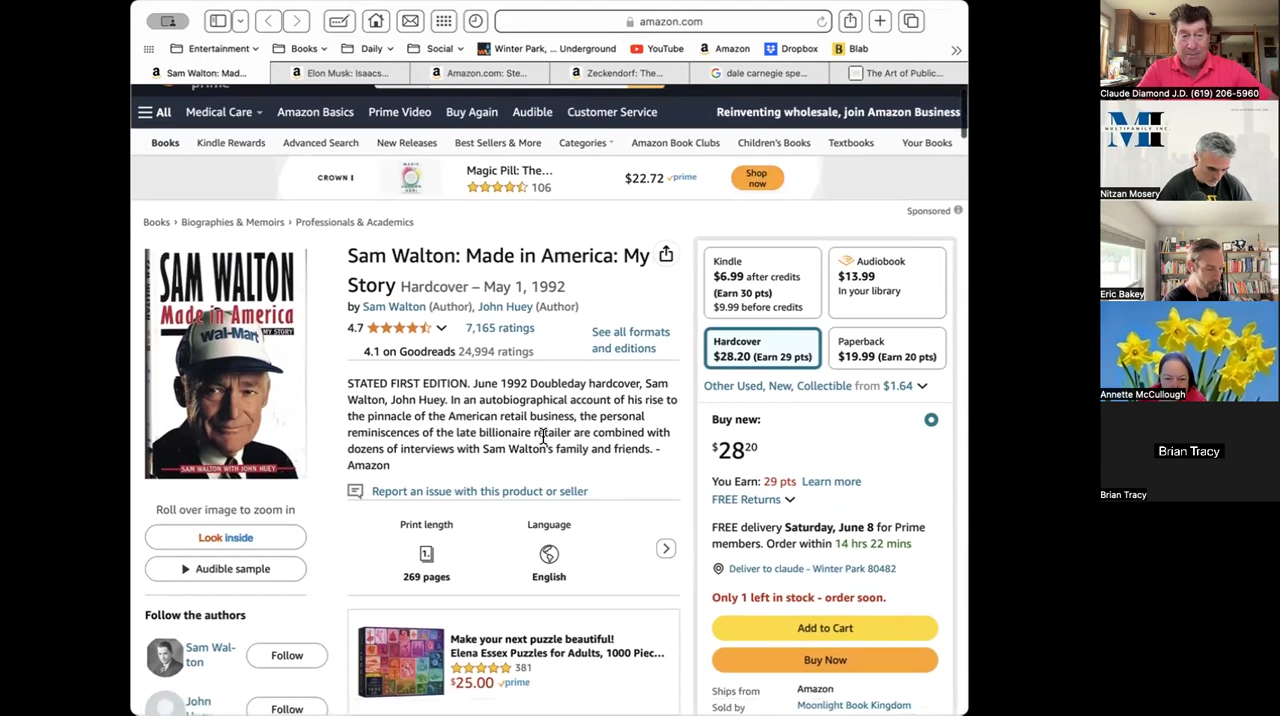 amazon.com
Entertainment
Books
Daily
Social
Winter Park, ... Underground
YouTube
Amazon
Dropbox
Blab
Sam Walton: Mad...
Elon Musk: Isaacs...
Amazon.com: Ste...
Zeckendorf: The...
dale carnegie spe...
The Art of Public...
All
Medical Care
Amazon Basics
Prime Video
Buy Again
Audible
Customer Service
Reinventing wholesale, join Amazon Business
Books
Kindle Rewards
Advanced Search
New Releases
Best Sellers & More
Categories
Amazon Book Clubs
Children's Books
Textbooks
Your Books
CROWN
Magic Pill: The...
106
$22.72 prime
Shop
now
Sponsored
Books › Biographies & Memoirs › Professionals & Academics
SAM WALTON
Made in America
MY STORY
Wal-Mart
SAM WALTON WITH JOHN HUEY
Roll over image to zoom in
Look inside
Audible sample
Follow the authors
Sam Wal-
ton
Follow
John
Follow
Sam Walton: Made in America: My
Story Hardcover – May 1, 1992
by Sam Walton (Author), John Huey (Author)
4.7
7,165 ratings
4.1 on Goodreads 24,994 ratings
See all formats
and editions
STATED FIRST EDITION. June 1992 Doubleday hardcover, Sam
Walton, John Huey. In an autobiographical account of his rise to
the pinnacle of the American retail business, the personal
reminiscences of the late billionaire retailer are combined with
dozens of interviews with Sam Walton's family and friends. -
Amazon
Report an issue with this product or seller
Print length
269 pages
Language
English
Make your next puzzle beautiful!
Elena Essex Puzzles for Adults, 1000 Piec...
381
$25.00 prime
Kindle
$6.99 after credits
(Earn 30 pts)
$9.99 before credits
Audiobook
$13.99
In your library
Hardcover
$28.20 (Earn 29 pts)
Paperback
$19.99 (Earn 20 pts)
Other Used, New, Collectible from $1.64
Buy new:
$28 20
You Earn: 29 pts Learn more
FREE Returns
FREE delivery Saturday, June 8 for Prime
members. Order within 14 hrs 22 mins
Deliver to claude - Winter Park 80482
Only 1 left in stock - order soon.
Add to Cart
Buy Now
Ships from
Amazon
Sold by
Moonlight Book Kingdom
Claude Diamond J.D. (619) 206-5960
MI
MULTIFAMILY INC.
Nitzan Mosery
Eric Bakey
Annette McCullough
Brian Tracy
Brian Tracy